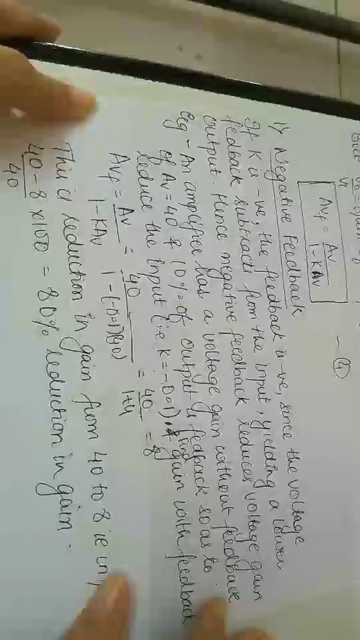 Avf = Av / 1-KAv — ④
1) Negative Feedback
If K is -ve, the feedback is -ve, since the voltage
feedback subtracts from the input, yielding a lower
output. Hence negative feedback reduces voltage gain
eg - An amplifier has a voltage gain without feedback
of Av = 40 & 10% of output is feedback so as to
reduce the input (i.e K = -0.1), gain with feedback
Avf = Av / 1-KAv = 40 / 1-(-0.1)(40) = 40 / 1+4 = 8
This is reduction in gain from 40 to 8 ie in,
40-8 / 40 x100 = 80% reduction in gain.